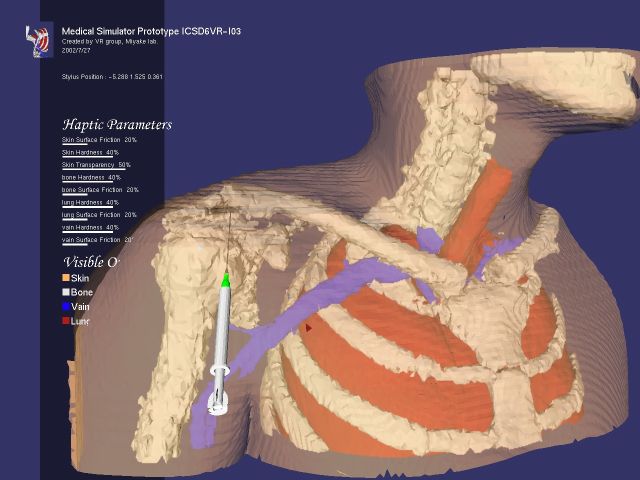 Medical Simulator Prototype ICSD6VR-I03
Created by VR group, Miyake lab.
2002/7/27
Stylus Position : -5.288 1.525 0.361
Haptic Parameters
Skin Surface Friction 20%
Skin Hardness 40%
Skin Transparency 50%
bone Hardness 40%
bone Surface Friction 20%
lung Hardness 40%
lung Surface Friction 20%
vain Hardness 40%
vain Surface Friction 20
Visible O
Skin
Bone
Vain
Lung